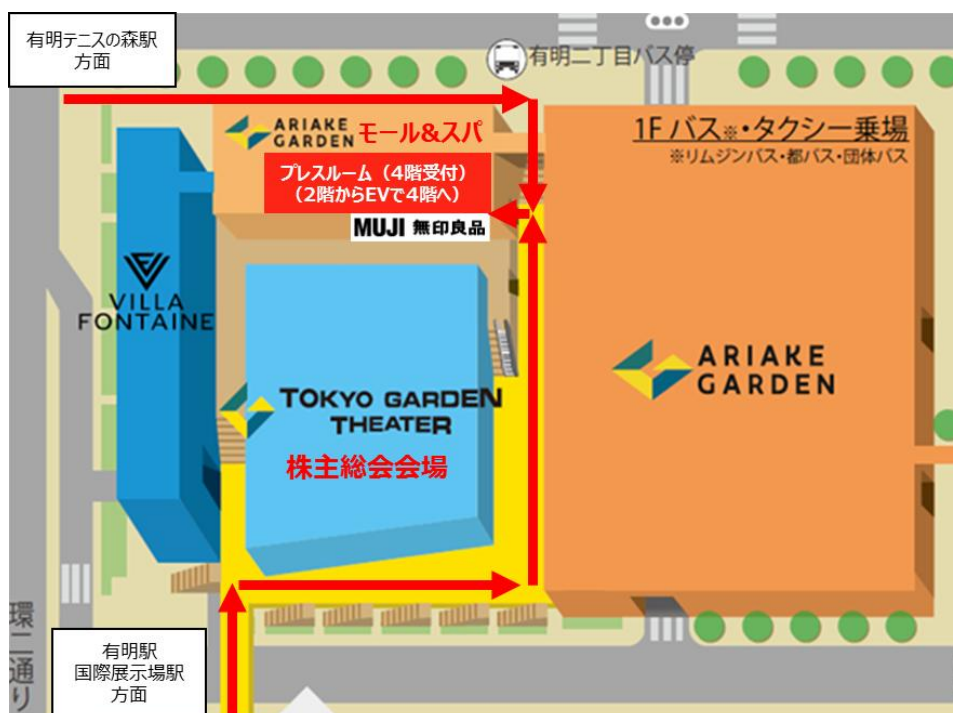 有明テニスの森駅
方面
有明二丁目バス停
ARIAKE
GARDEN
モール&スパ
プレスルーム（4階受付）
（2階からEVで4階へ）
MUJI 無印良品
1F バス※・タクシー乗場
※リムジンバス・都バス・団体バス
VILLA
FONTAINE
ARIAKE
GARDEN
TOKYO GARDEN
THEATER
株主総会会場
環二通り
有明駅
国際展示場駅
方面